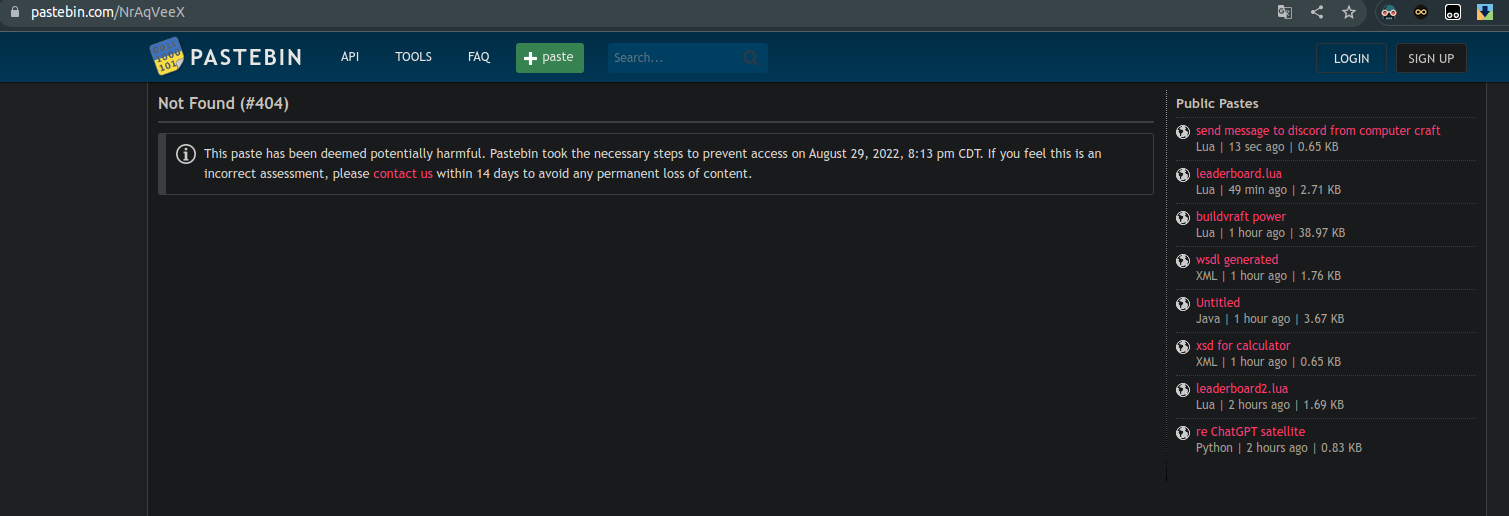 pastebin.com/NrAqVeeX
PASTEBIN
API
TOOLS
FAQ
+ paste
Search...
LOGIN
SIGN UP
Not Found (#404)
This paste has been deemed potentially harmful. Pastebin took the necessary steps to prevent access on August 29, 2022, 8:13 pm CDT. If you feel this is an
incorrect assessment, please contact us within 14 days to avoid any permanent loss of content.
Public Pastes
send message to discord from computer craft
Lua | 13 sec ago | 0.65 KB
leaderboard.lua
Lua | 49 min ago | 2.71 KB
buildvraft power
Lua | 1 hour ago | 38.97 KB
wsdl generated
XML | 1 hour ago | 1.76 KB
Untitled
Java | 1 hour ago | 3.67 KB
xsd for calculator
XML | 1 hour ago | 0.65 KB
leaderboard2.lua
Lua | 2 hours ago | 1.69 KB
re ChatGPT satellite
Python | 2 hours ago | 0.83 KB